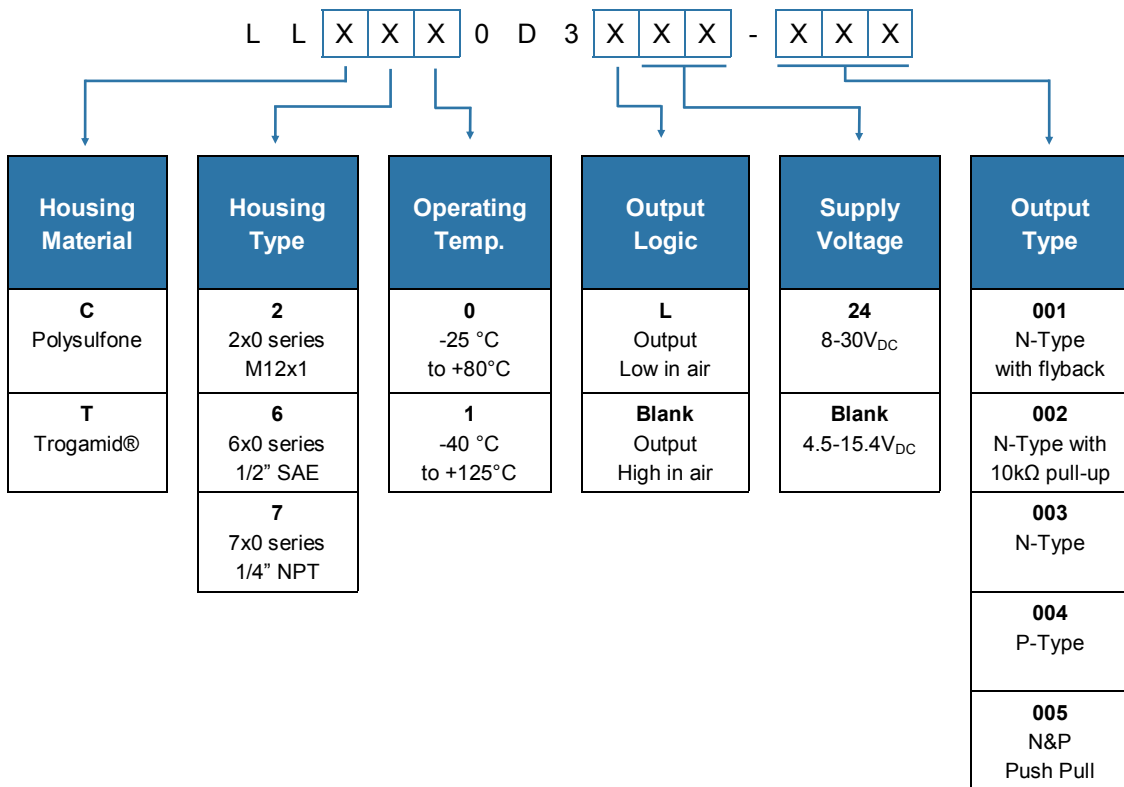 L L X X X 0 D 3 X X X - X X X
Housing
Material
C
Polysulfone
T
Trogamid®
Housing
Type
2
2x0 series
M12x1
6
6x0 series
1/2” SAE
7
7x0 series
1/4” NPT
Operating
Temp.
0
-25 °C
to +80°C
1
-40 °C
to +125°C
Output
Logic
L
Output
Low in air
Blank
Output
High in air
Supply
Voltage
24
8-30VDC
Blank
4.5-15.4VDC
Output
Type
001
N-Type
with flyback
002
N-Type with
10kΩ pull-up
003
N-Type
004
P-Type
005
N&P
Push Pull